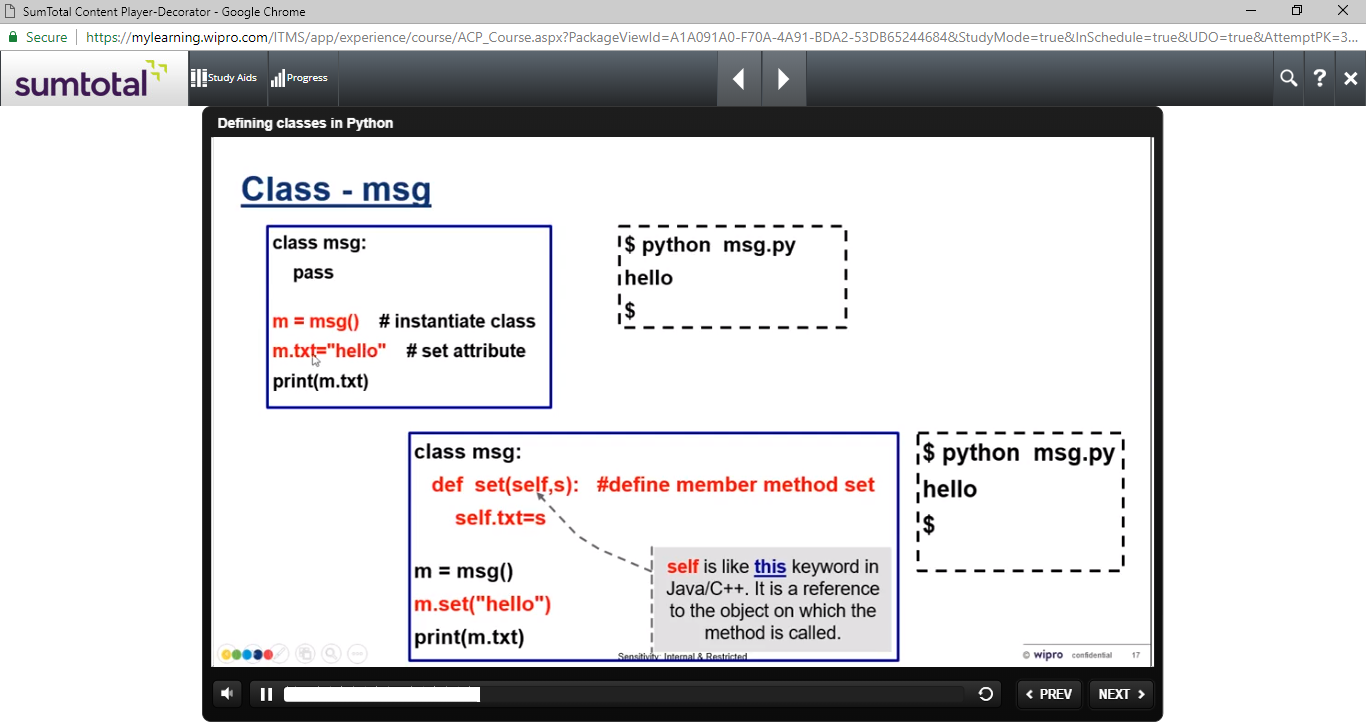 SumTotal Content Player-Decorator - Google Chrome
Secure https://mylearning.wipro.com/ITMS/app/experience/course/ACP_Course.aspx?PackageViewId=A1A091A0-F70A-4A91-BDA2-53DB65244684&StudyMode=true&InSchedule=true&UDO=true&AttemptPK=3...
sumtotal Study Aids Progress ?
Defining classes in Python
Class - msg
class msg:
pass
m = msg() # instantiate class
m.txt="hello" # set attribute
print(m.txt)
$ python msg.py
hello
$
class msg:
def set(self,s): #define member method set
self.txt=s
m = msg()
m.set("hello")
print(m.txt)
self is like this keyword in
Java/C++. It is a reference
to the object on which the
method is called.
$ python msg.py
hello
$
Sensitivity: Internal & Restricted
© wipro confidential 17
PREV NEXT